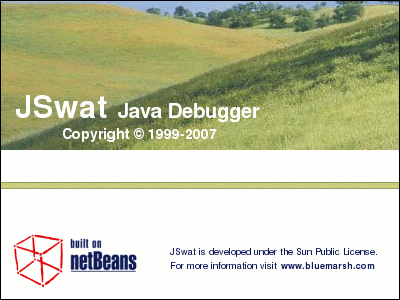 JSwat Java Debugger
Copyright © 1999-2007
built on
netBeans
JSwat is developed under the Sun Public License.
For more information visit www.bluemarsh.com.